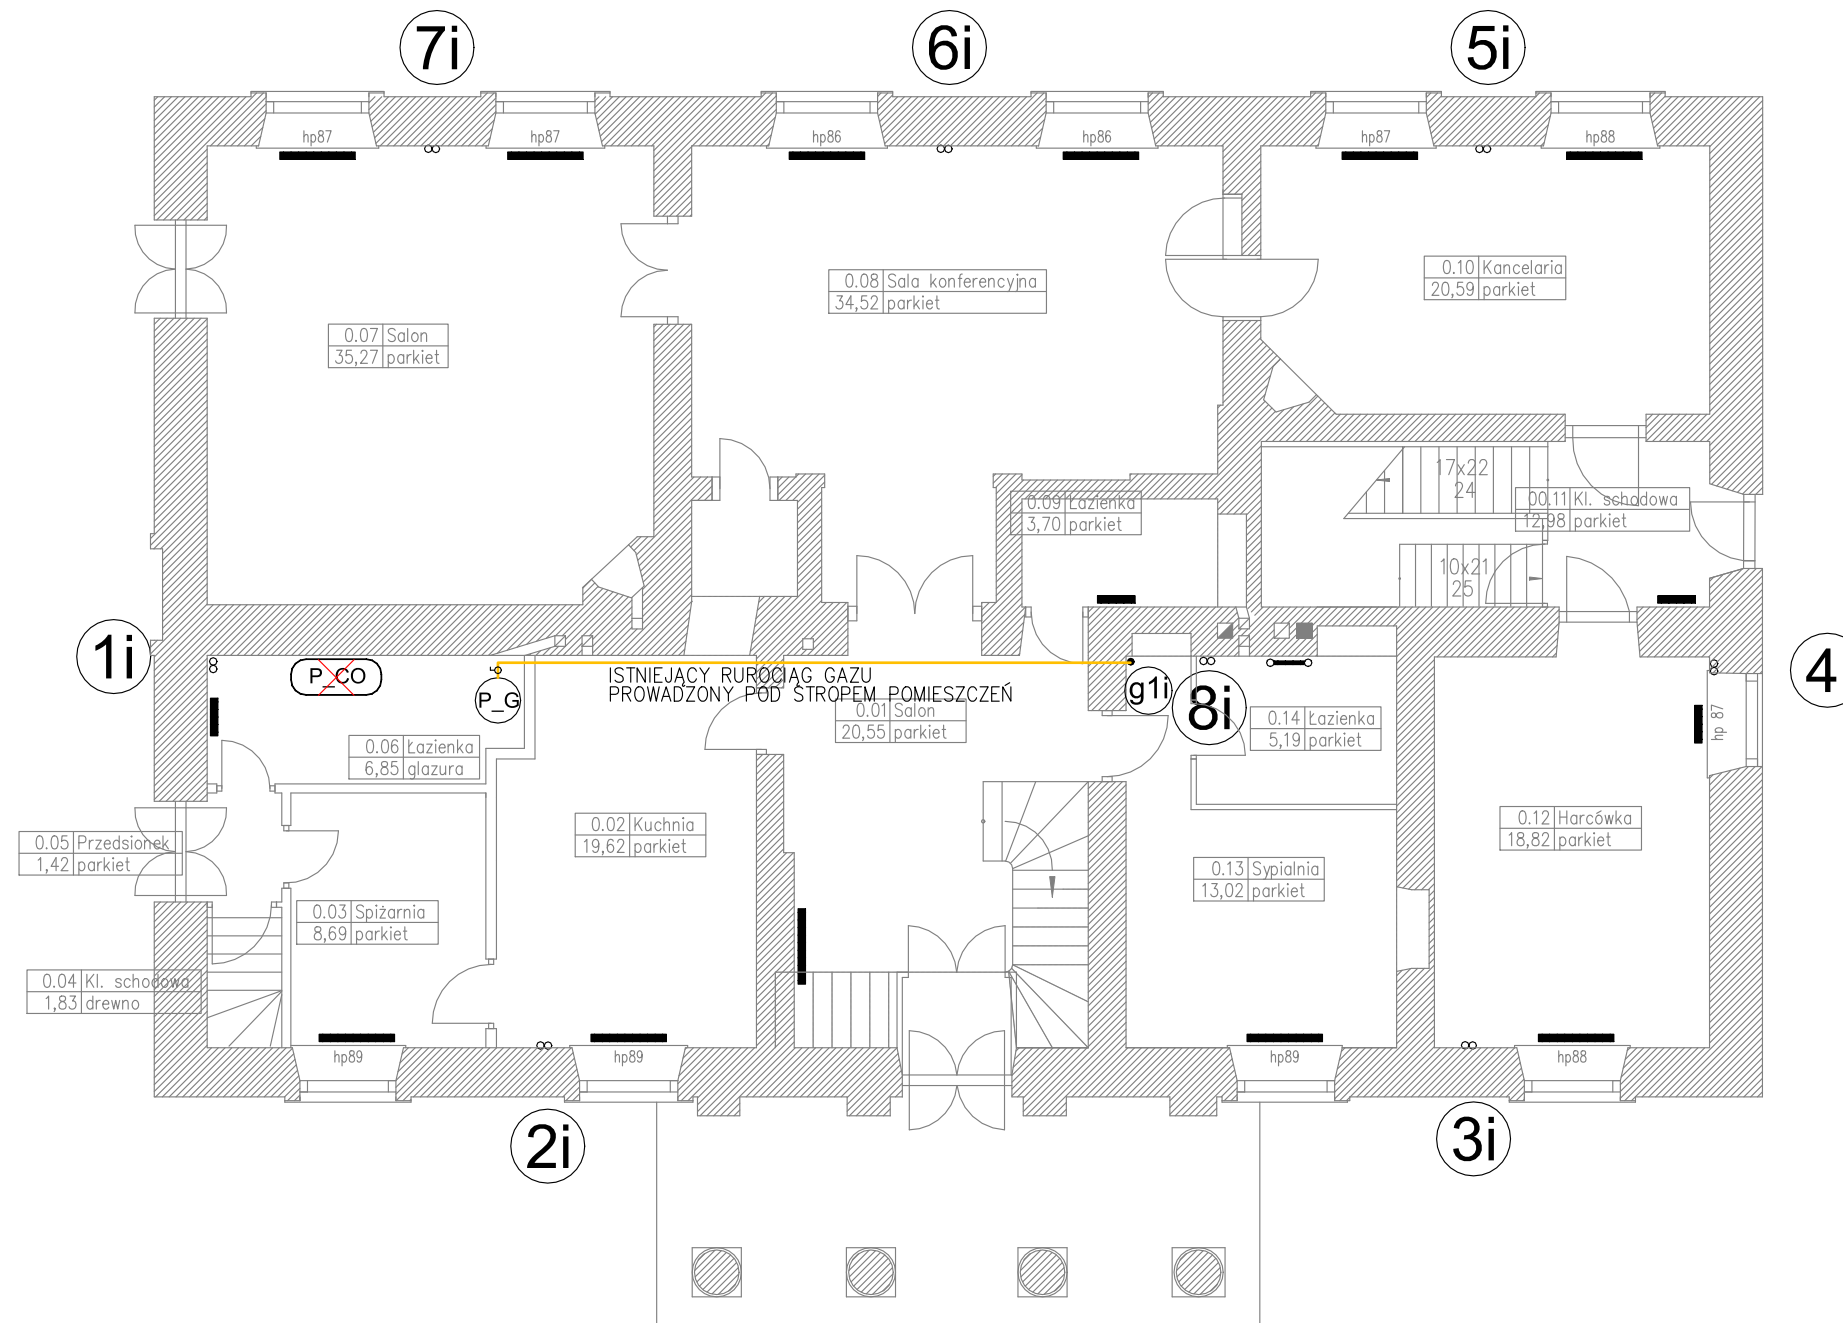 7i
6i
5i
hp87
hp87
hp86
hp86
hp87
hp88
0.08 Sala konferencyjna
34,52 parkiet
0.10 Kancelaria
20,59 parkiet
0.07 Salon
35,27 parkiet
17x22
24
0.09 Łazienka
3,70 parkiet
00.11 Kl. schodowa
12,98 parkiet
10x21
25
1i
P_CO
P_G
ISTNIEJĄCY RUROCIĄG GAZU
PROWADZONY POD STROPEM POMIESZCZEŃ
g1i
8i
4
0.01 Salon
20,55 parkiet
0.14 Łazienka
5,19 parkiet
hp 87
0.06 Łazienka
6,85 glazura
0.05 Przedsionek
1,42 parkiet
0.02 Kuchnia
19,62 parkiet
0.12 Harcówka
18,82 parkiet
0.13 Sypialnia
13,02 parkiet
0.03 Spiżarnia
8,69 parkiet
0.04 Kl. schodowa
1,83 drewno
hp89
hp89
hp89
hp88
2i
3i